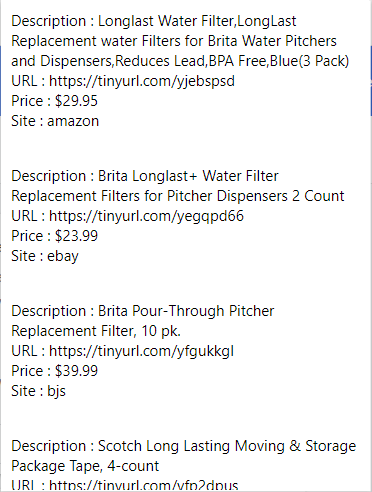 Description : Longlast Water Filter,LongLast
Replacement water Filters for Brita Water Pitchers
and Dispensers,Reduces Lead,BPA Free,Blue(3 Pack)
URL : https://tinyurl.com/yjebspsd
Price : $29.95
Site : amazon
Description : Brita Longlast+ Water Filter
Replacement Filters for Pitcher Dispensers 2 Count
URL : https://tinyurl.com/yegqpd66
Price : $23.99
Site : ebay
Description : Brita Pour-Through Pitcher
Replacement Filter, 10 pk.
URL : https://tinyurl.com/yfgukkgl
Price : $39.99
Site : bjs
Description : Scotch Long Lasting Moving & Storage
Package Tape, 4-count
URL : https://tinyurl.com/yfp2dpus